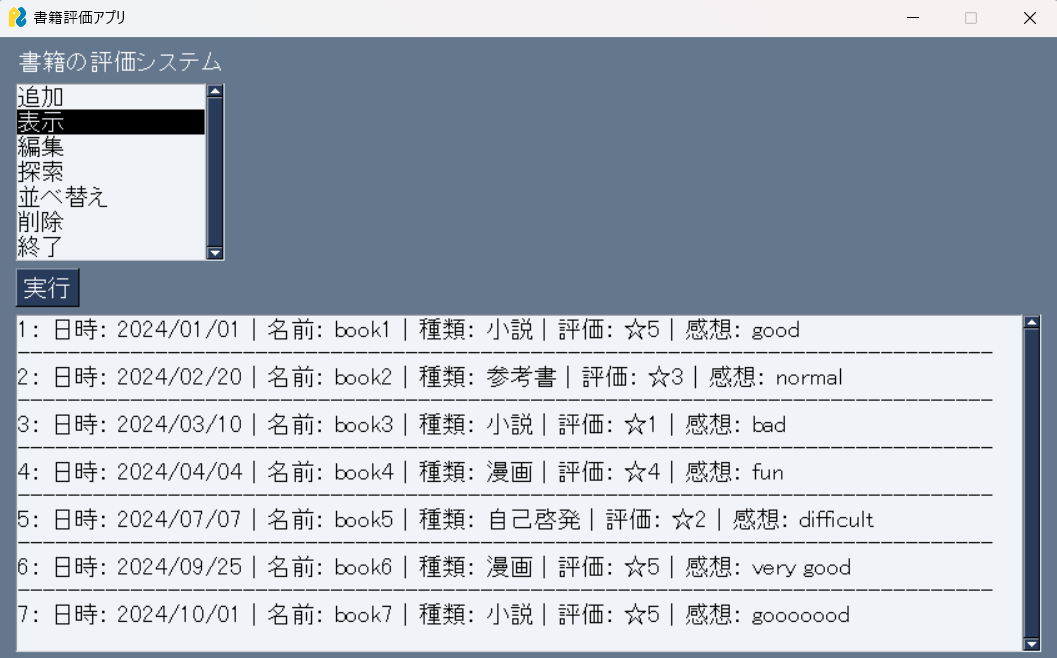 書籍評価アプリ
書籍の評価システム
追加
表示
編集
探索
並べ替え
削除
終了
実行
1: 日時: 2024/01/01 | 名前: book1 | 種類: 小説 | 評価: ☆5 | 感想: good
2: 日時: 2024/02/20 | 名前: book2 | 種類: 参考書 | 評価: ☆3 | 感想: normal
3: 日時: 2024/03/10 | 名前: book3 | 種類: 小説 | 評価: ☆1 | 感想: bad
4: 日時: 2024/04/04 | 名前: book4 | 種類: 漫画 | 評価: ☆4 | 感想: fun
5: 日時: 2024/07/07 | 名前: book5 | 種類: 自己啓発 | 評価: ☆2 | 感想: difficult
6: 日時: 2024/09/25 | 名前: book6 | 種類: 漫画 | 評価: ☆5 | 感想: very good
7: 日時: 2024/10/01 | 名前: book7 | 種類: 小説 | 評価: ☆5 | 感想: gooooood